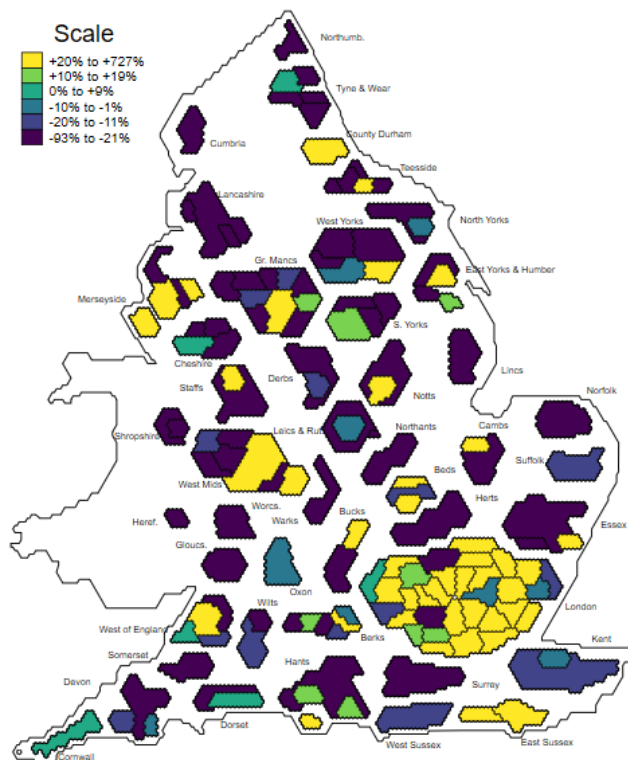 Scale
+20% to +727%
+10% to +19%
0% to +9%
-10% to -1%
-20% to -11%
-93% to -21%
Northumb.
Tyne & Wear
County Durham
Cumbria
Teesside
Lancashire
West Yorks
North Yorks
Gr. Mancs
East Yorks & Humber
Merseyside
S. Yorks
Cheshire
Lincs
Derbs
Staffs
Notts
Norfolk
Shropshire
Leics & Rut
Northants
Cambs
Suffolk
Beds
West Mids
Herts
Worcs.
Bucks
Heref.
Warks
Essex
Gloucs.
Oxon
Wilts
London
West of England
Berks
Kent
Somerset
Hants
Devon
Surrey
Dorset
West Sussex
East Sussex
Cornwall